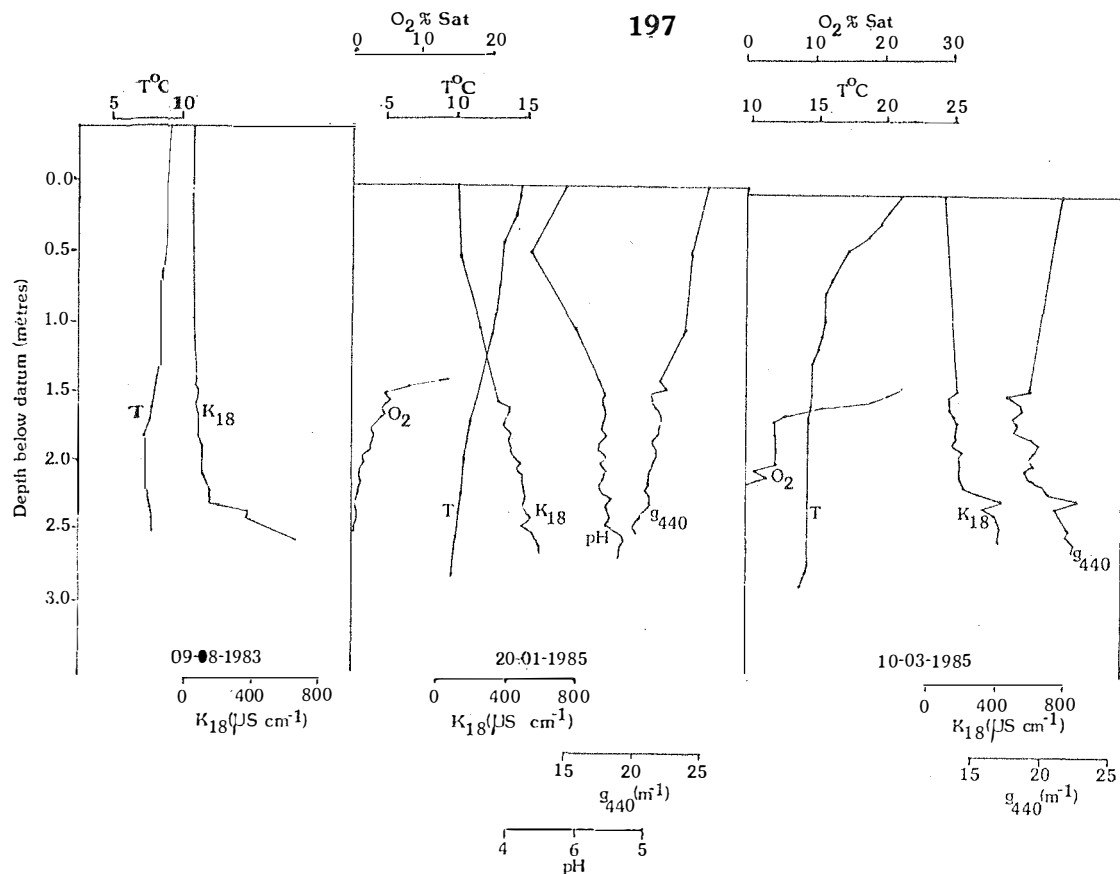 197
O2 % Sat
0 10 20
T°C
5 10 15
O2 % Sat
0 10 20 30
T°C
10 15 20 25
T°C
5 10
Depth below datum (metres)
0.0
0.5
1.0
1.5
2.0
2.5
3.0
T
K18
O2
T
K18
pH
g440
O2
T
K18
g440
09-08-1983
20-01-1985
10-03-1985
0 400 800
K18(µS cm-1)
0 400 800
K18(µS cm-1)
0 400 800
K18(µS cm-1)
15 20 25
g440(m-1)
15 20 25
g440(m-1)
4 6 5
pH